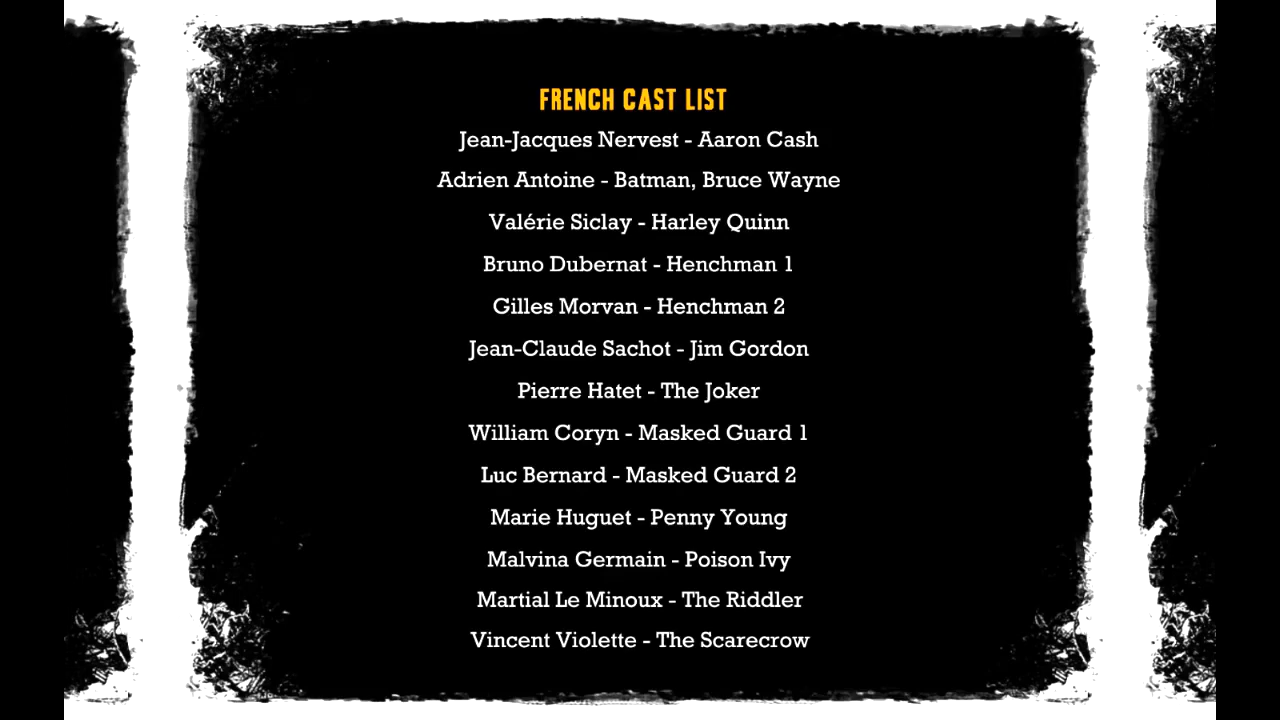 FRENCH CAST LIST
Jean-Jacques Nervest - Aaron Cash
Adrien Antoine - Batman, Bruce Wayne
Valérie Siclay - Harley Quinn
Bruno Dubernat - Henchman 1
Gilles Morvan - Henchman 2
Jean-Claude Sachot - Jim Gordon
Pierre Hatet - The Joker
William Coryn - Masked Guard 1
Luc Bernard - Masked Guard 2
Marie Huguet - Penny Young
Malvina Germain - Poison Ivy
Martial Le Minoux - The Riddler
Vincent Violette - The Scarecrow